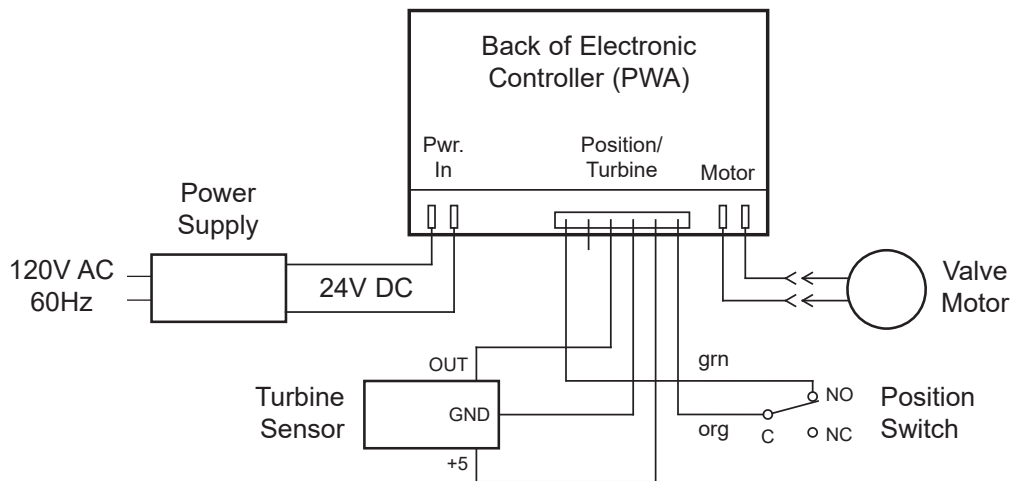 Back of Electronic
Controller (PWA)
Pwr.
In
Position/
Turbine
Motor
Power
Supply
120V AC
60Hz
24V DC
Valve
Motor
OUT
Turbine
Sensor
GND
+5
grn
org
NO
C
NC
Position
Switch